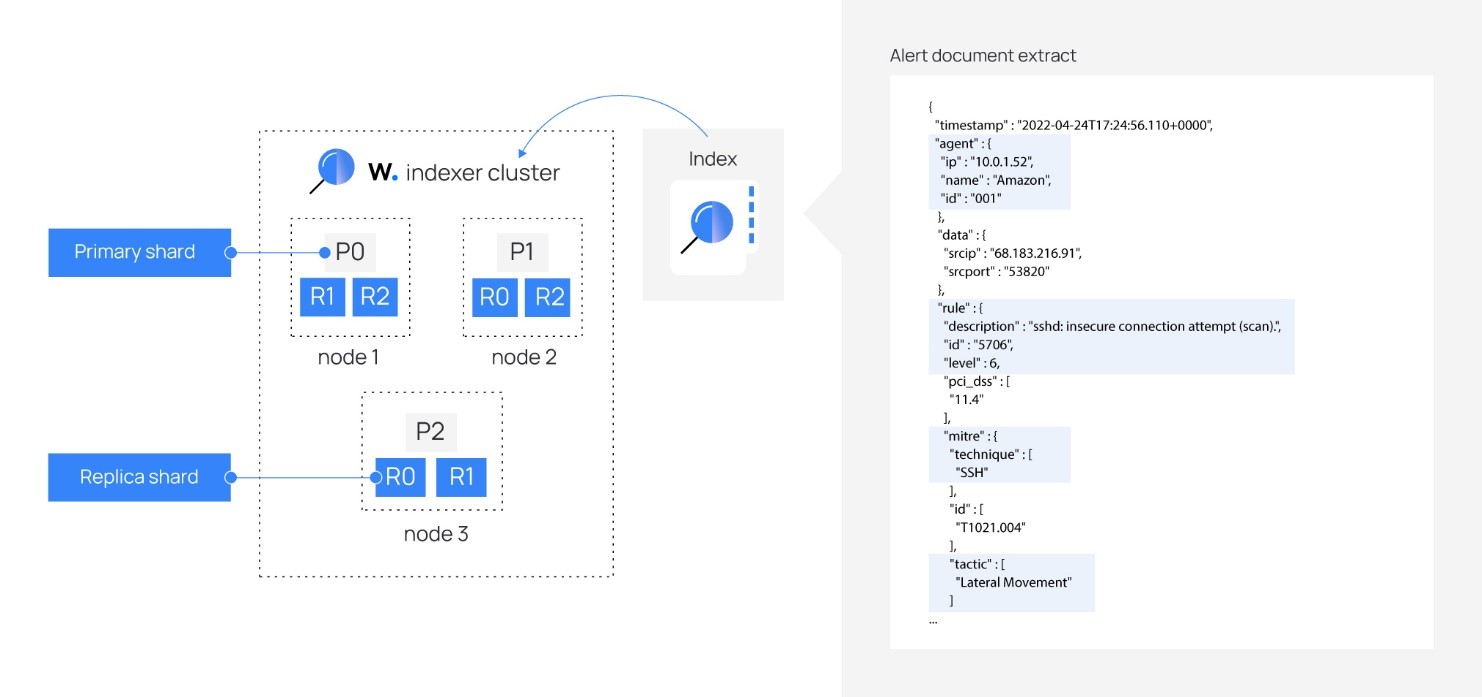 Alert document extract
W. indexer cluster
Index
Primary shard
P0
R1 R2
node 1
P1
R0 R2
node 2
Replica shard
P2
R0 R1
node 3
{
"timestamp" : "2022-04-24T17:24:56.110+0000",
"agent" : {
"ip" : "10.0.1.52",
"name" : "Amazon",
"id" : "001"
},
"data" : {
"srcip" : "68.183.216.91",
"srcport" : "53820"
},
"rule" : {
"description" : "sshd: insecure connection attempt (scan).",
"id" : "5706",
"level" : 6,
"pci_dss" : [
"11.4"
],
"mitre" : {
"technique" : [
"SSH"
],
"id" : [
"T1021.004"
],
"tactic" : [
"Lateral Movement"
]
...